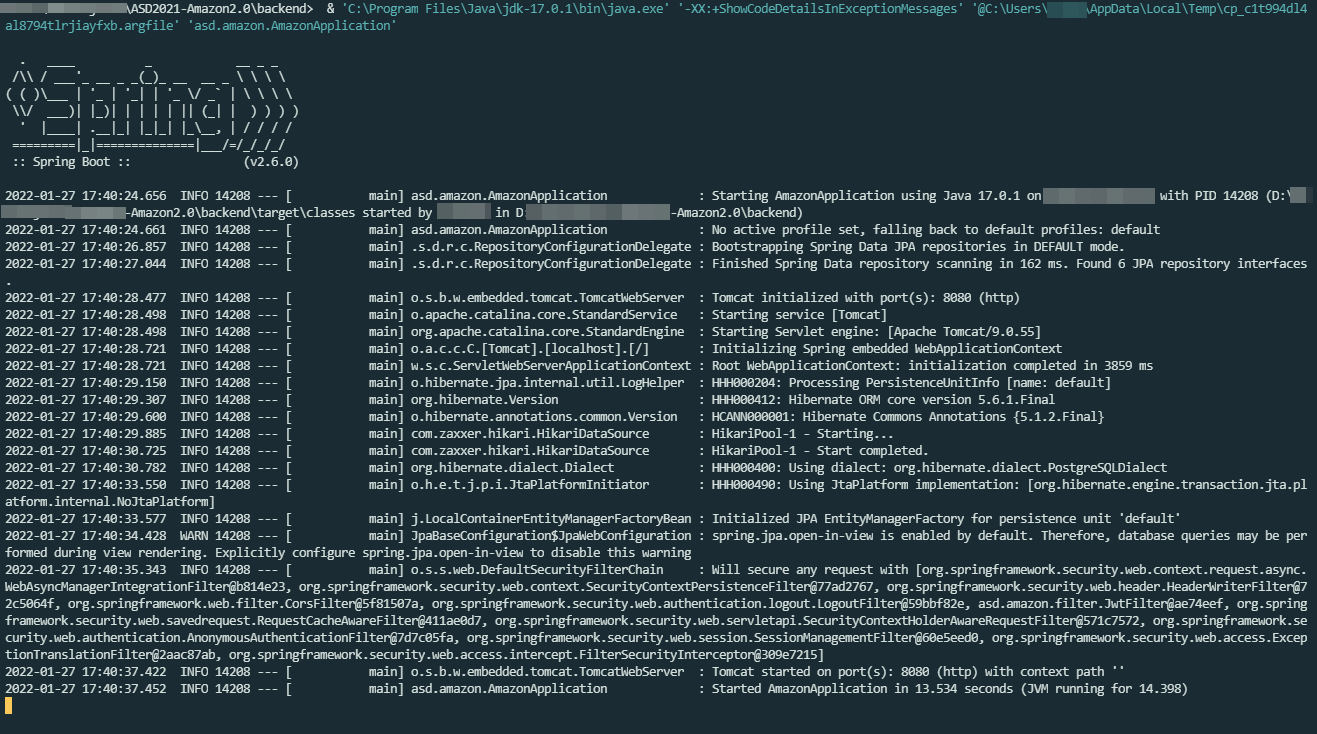 \ASD2021-Amazon2.0\backend>  & 'C:\Program Files\Java\jdk-17.0.1\bin\java.exe' '-XX:+ShowCodeDetailsInExceptionMessages' '@C:\Users\ \AppData\Local\Temp\cp_c1t994dl4
al8794tlrjiayfxb.argfile' 'asd.amazon.AmazonApplication'
  .   ____          _            __ _ _
 /\\ / ___'_ __ _ _(_)_ __  __ _ \ \ \ \
( ( )\___ | '_ | '_| | '_ \/ _` | \ \ \ \
 \\/  ___)| |_)| | | | | || (_| |  ) ) ) )
  '  |____| .__|_| |_|_| |_\__, | / / / /
 =========|_|==============|___/=/_/_/_/
 :: Spring Boot ::                (v2.6.0)
2022-01-27 17:40:24.656  INFO 14208 --- [           main] asd.amazon.AmazonApplication             : Starting AmazonApplication using Java 17.0.1 on with PID 14208 (D:\
-Amazon2.0\backend\target\classes started by in D: -Amazon2.0\backend)
2022-01-27 17:40:24.661  INFO 14208 --- [           main] asd.amazon.AmazonApplication             : No active profile set, falling back to default profiles: default
2022-01-27 17:40:26.857  INFO 14208 --- [           main] .s.d.r.c.RepositoryConfigurationDelegate : Bootstrapping Spring Data JPA repositories in DEFAULT mode.
2022-01-27 17:40:27.044  INFO 14208 --- [           main] .s.d.r.c.RepositoryConfigurationDelegate : Finished Spring Data repository scanning in 162 ms. Found 6 JPA repository interfaces
.
2022-01-27 17:40:28.477  INFO 14208 --- [           main] o.s.b.w.embedded.tomcat.TomcatWebServer  : Tomcat initialized with port(s): 8080 (http)
2022-01-27 17:40:28.498  INFO 14208 --- [           main] o.apache.catalina.core.StandardService   : Starting service [Tomcat]
2022-01-27 17:40:28.498  INFO 14208 --- [           main] org.apache.catalina.core.StandardEngine  : Starting Servlet engine: [Apache Tomcat/9.0.55]
2022-01-27 17:40:28.721  INFO 14208 --- [           main] o.a.c.c.C.[Tomcat].[localhost].[/]       : Initializing Spring embedded WebApplicationContext
2022-01-27 17:40:28.721  INFO 14208 --- [           main] w.s.c.ServletWebServerApplicationContext : Root WebApplicationContext: initialization completed in 3859 ms
2022-01-27 17:40:29.150  INFO 14208 --- [           main] o.hibernate.jpa.internal.util.LogHelper  : HHH000204: Processing PersistenceUnitInfo [name: default]
2022-01-27 17:40:29.307  INFO 14208 --- [           main] org.hibernate.Version                    : HHH000412: Hibernate ORM core version 5.6.1.Final
2022-01-27 17:40:29.600  INFO 14208 --- [           main] o.hibernate.annotations.common.Version   : HCANN000001: Hibernate Commons Annotations {5.1.2.Final}
2022-01-27 17:40:29.885  INFO 14208 --- [           main] com.zaxxer.hikari.HikariDataSource       : HikariPool-1 - Starting...
2022-01-27 17:40:30.725  INFO 14208 --- [           main] com.zaxxer.hikari.HikariDataSource       : HikariPool-1 - Start completed.
2022-01-27 17:40:30.782  INFO 14208 --- [           main] org.hibernate.dialect.Dialect            : HHH000400: Using dialect: org.hibernate.dialect.PostgreSQLDialect
2022-01-27 17:40:33.550  INFO 14208 --- [           main] o.h.e.t.j.p.i.JtaPlatformInitiator       : HHH000490: Using JtaPlatform implementation: [org.hibernate.engine.transaction.jta.pl
atform.internal.NoJtaPlatform]
2022-01-27 17:40:33.577  INFO 14208 --- [           main] j.LocalContainerEntityManagerFactoryBean : Initialized JPA EntityManagerFactory for persistence unit 'default'
2022-01-27 17:40:34.428  WARN 14208 --- [           main] JpaBaseConfiguration$JpaWebConfiguration : spring.jpa.open-in-view is enabled by default. Therefore, database queries may be per
formed during view rendering. Explicitly configure spring.jpa.open-in-view to disable this warning
2022-01-27 17:40:35.343  INFO 14208 --- [           main] o.s.s.web.DefaultSecurityFilterChain     : Will secure any request with [org.springframework.security.web.context.request.async.
WebAsyncManagerIntegrationFilter@b814e23, org.springframework.security.web.context.SecurityContextPersistenceFilter@77ad2767, org.springframework.security.web.header.HeaderWriterFilter@7
2c5064f, org.springframework.web.filter.CorsFilter@5f81507a, org.springframework.security.web.authentication.logout.LogoutFilter@59bbf82e, asd.amazon.filter.JwtFilter@ae74eef, org.spring
framework.security.web.savedrequest.RequestCacheAwareFilter@411ae0d7, org.springframework.security.web.servletapi.SecurityContextHolderAwareRequestFilter@571c7572, org.springframework.se
curity.web.authentication.AnonymousAuthenticationFilter@7d7c05fa, org.springframework.security.web.session.SessionManagementFilter@60e5eed0, org.springframework.security.web.access.Excep
tionTranslationFilter@2aac87ab, org.springframework.security.web.access.intercept.FilterSecurityInterceptor@309e7215]
2022-01-27 17:40:37.422  INFO 14208 --- [           main] o.s.b.w.embedded.tomcat.TomcatWebServer  : Tomcat started on port(s): 8080 (http) with context path ''
2022-01-27 17:40:37.452  INFO 14208 --- [           main] asd.amazon.AmazonApplication             : Started AmazonApplication in 13.534 seconds (JVM running for 14.398)